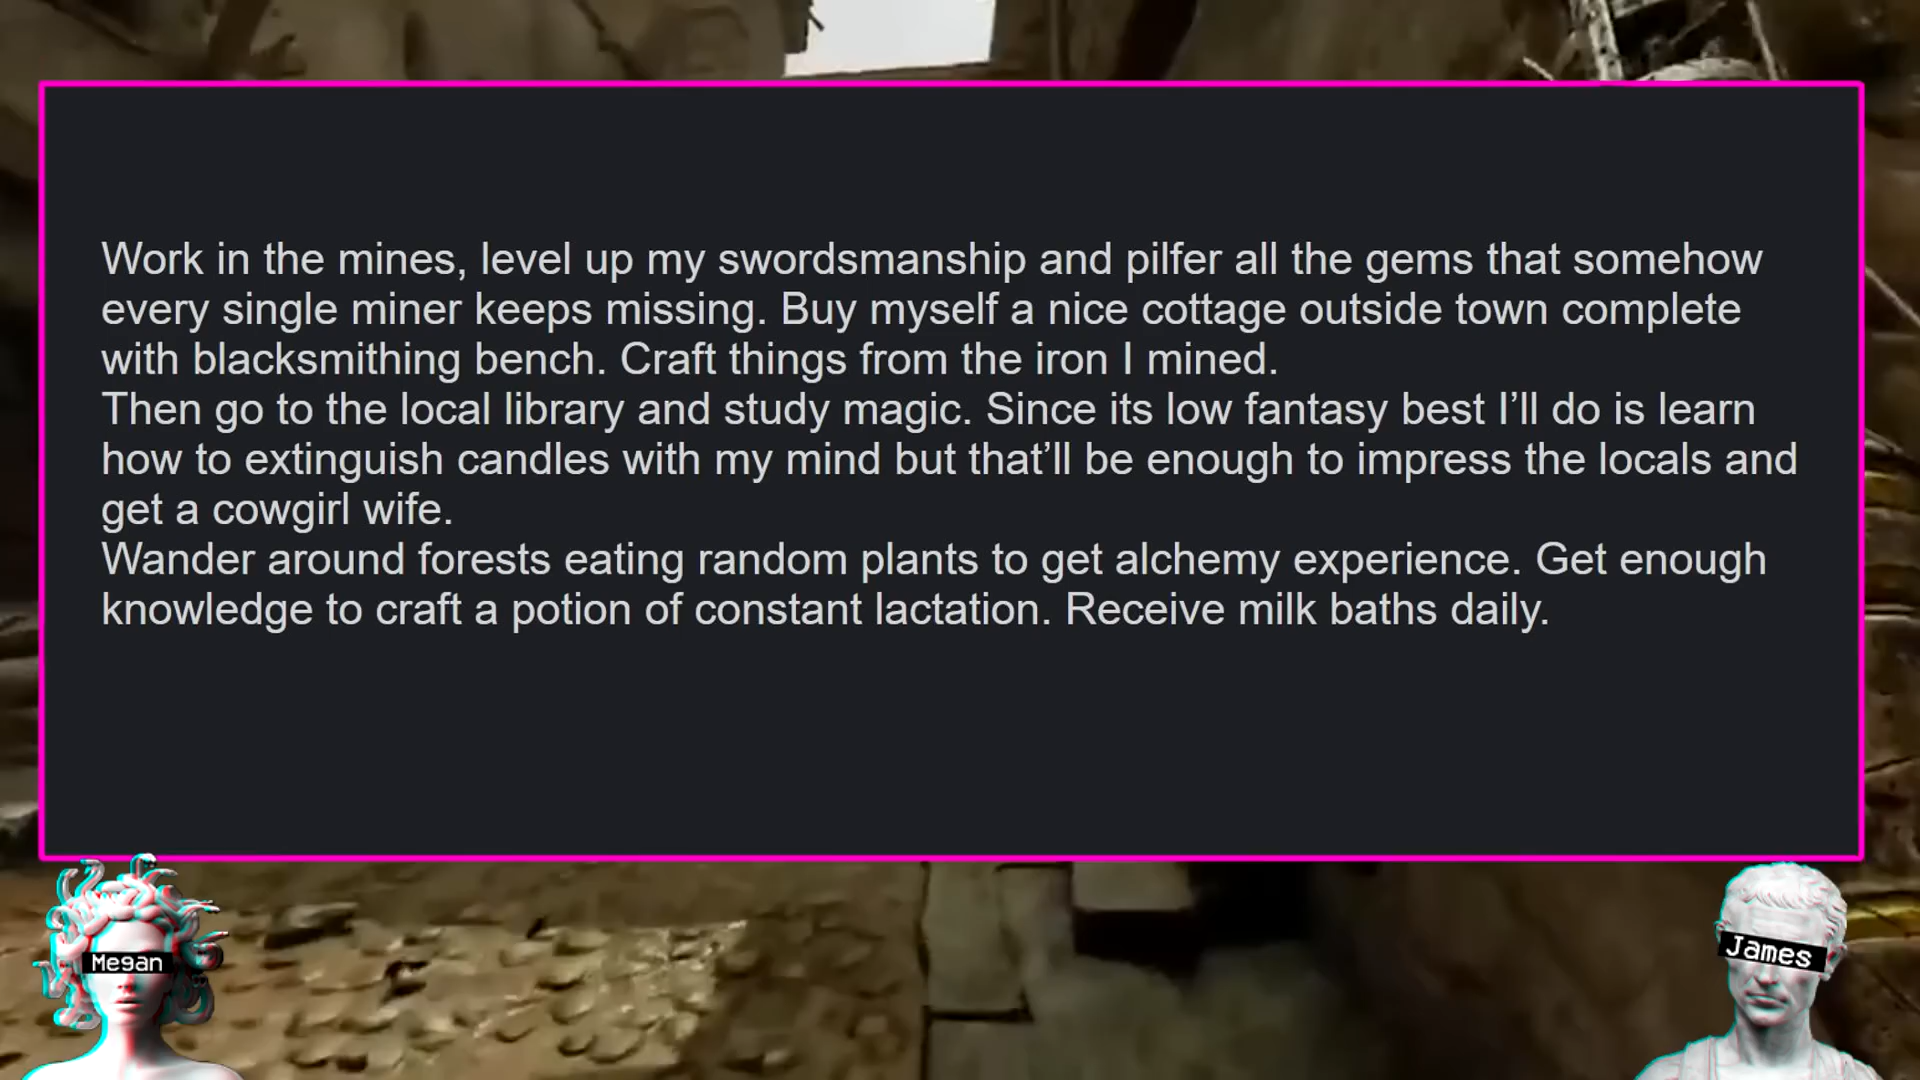 Work in the mines, level up my swordsmanship and pilfer all the gems that somehow
every single miner keeps missing. Buy myself a nice cottage outside town complete
with blacksmithing bench. Craft things from the iron I mined.
Then go to the local library and study magic. Since its low fantasy best I’ll do is learn
how to extinguish candles with my mind but that’ll be enough to impress the locals and
get a cowgirl wife.
Wander around forests eating random plants to get alchemy experience. Get enough
knowledge to craft a potion of constant lactation. Receive milk baths daily.
Megan
James